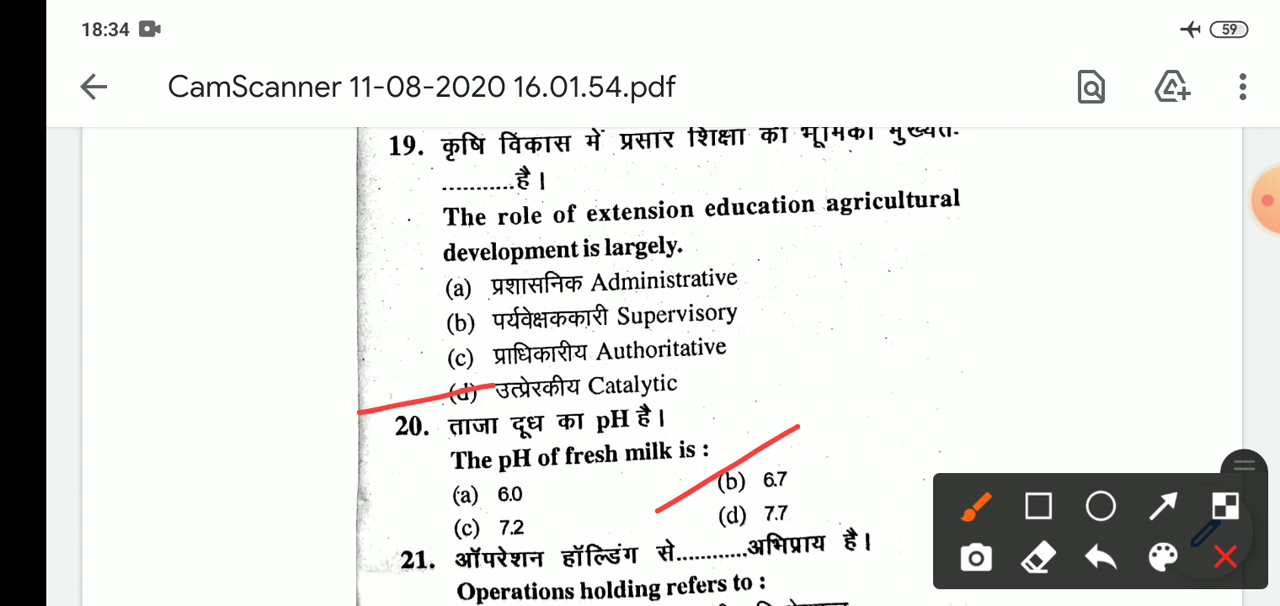 18:34
59
CamScanner 11-08-2020 16.01.54.pdf
19. कृषि विकास में प्रसार शिक्षा की भूमिका मुख्यत:
...........है।
The role of extension education agricultural
development is largely.
(a) प्रशासनिक Administrative
(b) पर्यवेक्षककारी Supervisory
(c) प्राधिकारीय Authoritative
(d) उत्प्रेरकीय Catalytic
20. ताजा दूध का pH है।
The pH of fresh milk is :
(a) 6.0 (b) 6.7
(c) 7.2 (d) 7.7
21. ऑपरेशन हॉल्डिंग से...........अभिप्राय है।
Operations holding refers to :